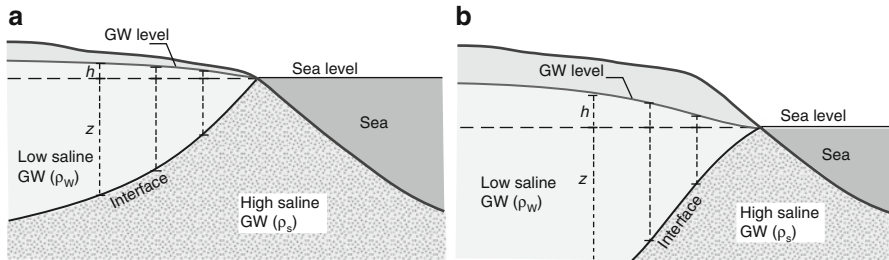 a
GW level
h
Sea level
z
Sea
Low saline
GW (ρW)
Interface
High saline
GW (ρs)
b
GW level
h
Sea level
Sea
Low saline
GW (ρW)
z
Interface
High saline
GW (ρs)